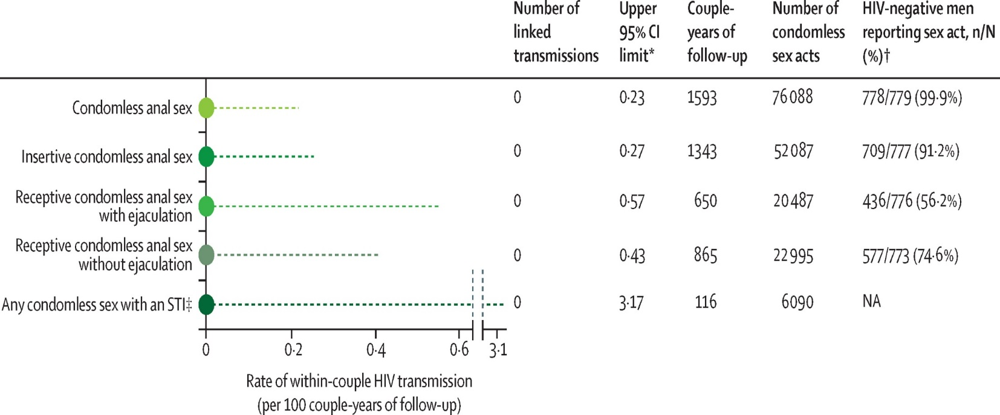 Number of linked transmissions
Upper 95% CI limit*
Couple-years of follow-up
Number of condomless sex acts
HIV-negative men reporting sex act, n/N (%)†
Condomless anal sex 0 0·23 1593 76 088 778/779 (99·9%)
Insertive condomless anal sex 0 0·27 1343 52 087 709/777 (91·2%)
Receptive condomless anal sex
with ejaculation 0 0·57 650 20 487 436/776 (56·2%)
Receptive condomless anal sex
without ejaculation 0 0·43 865 22 995 577/773 (74·6%)
Any condomless sex with an STI‡ 0 3·17 116 6090 NA
0 0·2 0·4 0·6 3·1
Rate of within-couple HIV transmission
(per 100 couple-years of follow-up)